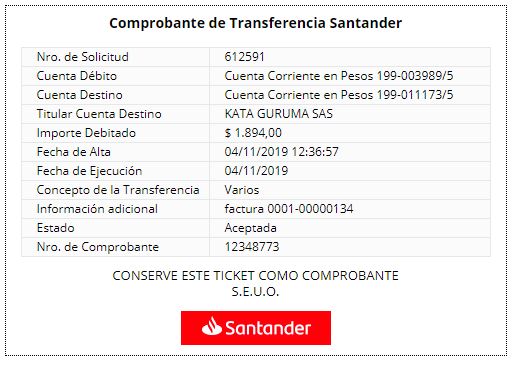 Comprobante de Transferencia Santander
Nro. de Solicitud 612591
Cuenta Débito Cuenta Corriente en Pesos 199-003989/5
Cuenta Destino Cuenta Corriente en Pesos 199-011173/5
Titular Cuenta Destino KATA GURUMA SAS
Importe Debitado $ 1.894,00
Fecha de Alta 04/11/2019 12:36:57
Fecha de Ejecución 04/11/2019
Concepto de la Transferencia Varios
Información adicional factura 0001-00000134
Estado Aceptada
Nro. de Comprobante 12348773
CONSERVE ESTE TICKET COMO COMPROBANTE
S.E.U.O.
Santander